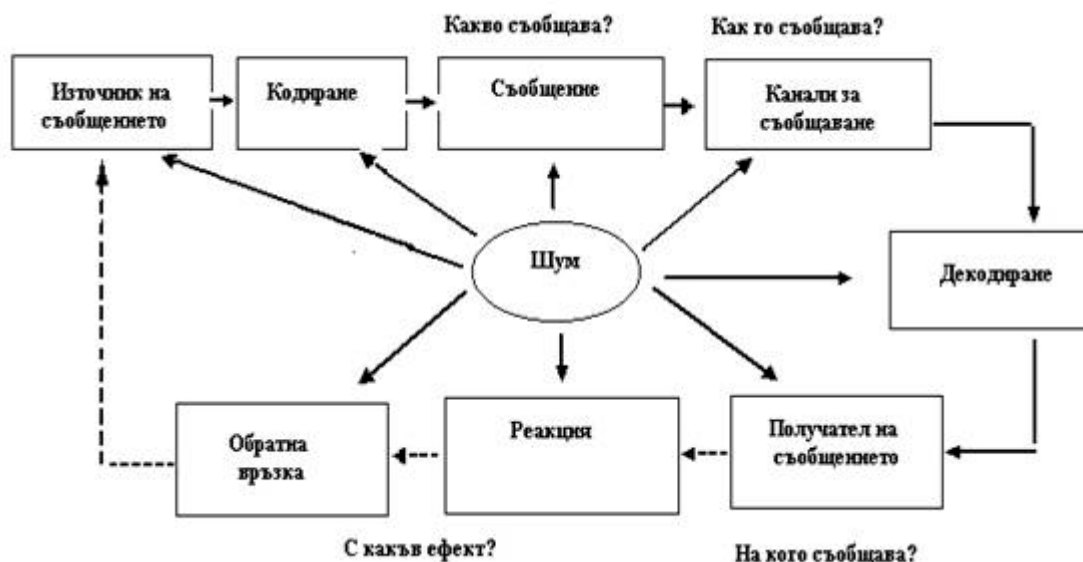 Какво съобщава?
Как го съобщава?
Източник на
съобщението
Кодиране
Съобщение
Канали за
съобщаване
Шум
Декодиране
Обратна
връзка
Реакция
Получател на
съобщението
С какъв ефект?
На кого съобщава?